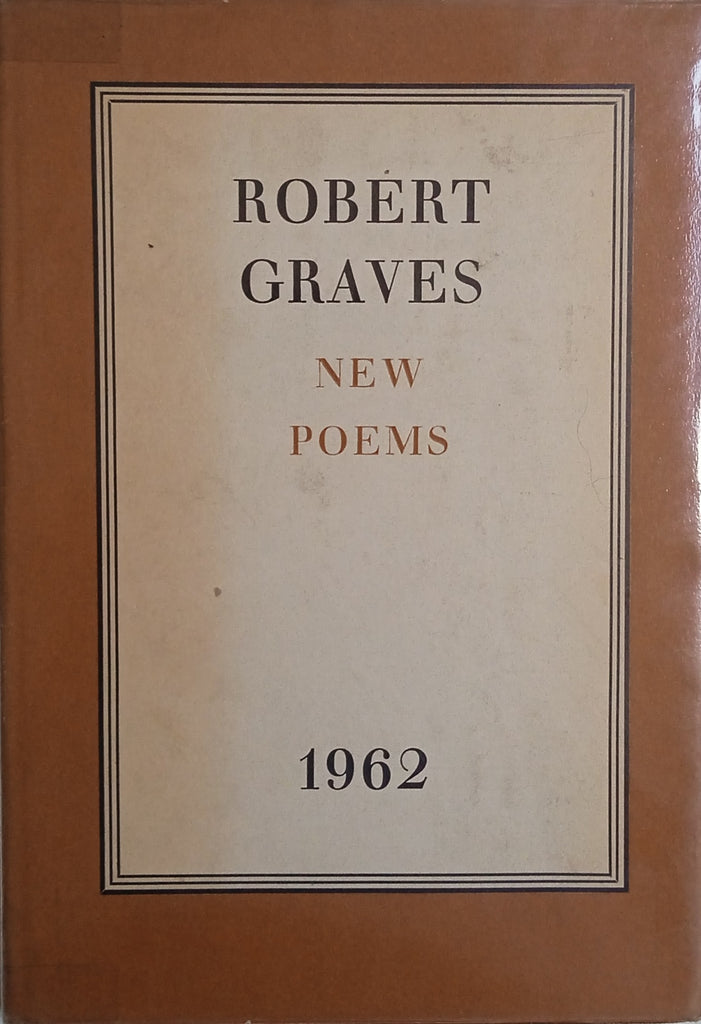 ROBERT
GRAVES
NEW
POEMS
1962